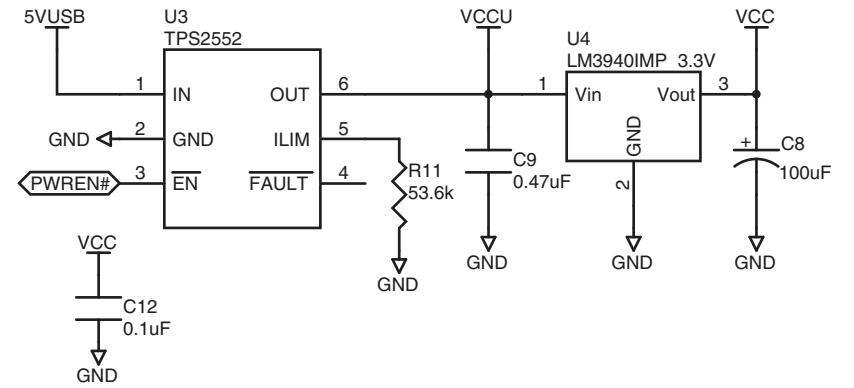 5VUSB
U3
TPS2552
VCCU
VCC
U4
LM3940IMP 3.3V
1
IN
OUT
6
1
Vin
Vout
3
GND
2
GND
ILIM
5
GND
C8
100uF
+
C9
0.47uF
R11
53.6k
PWREN#
3
EN
FAULT
4
2
VCC
GND
GND
GND
GND
C12
0.1uF
GND